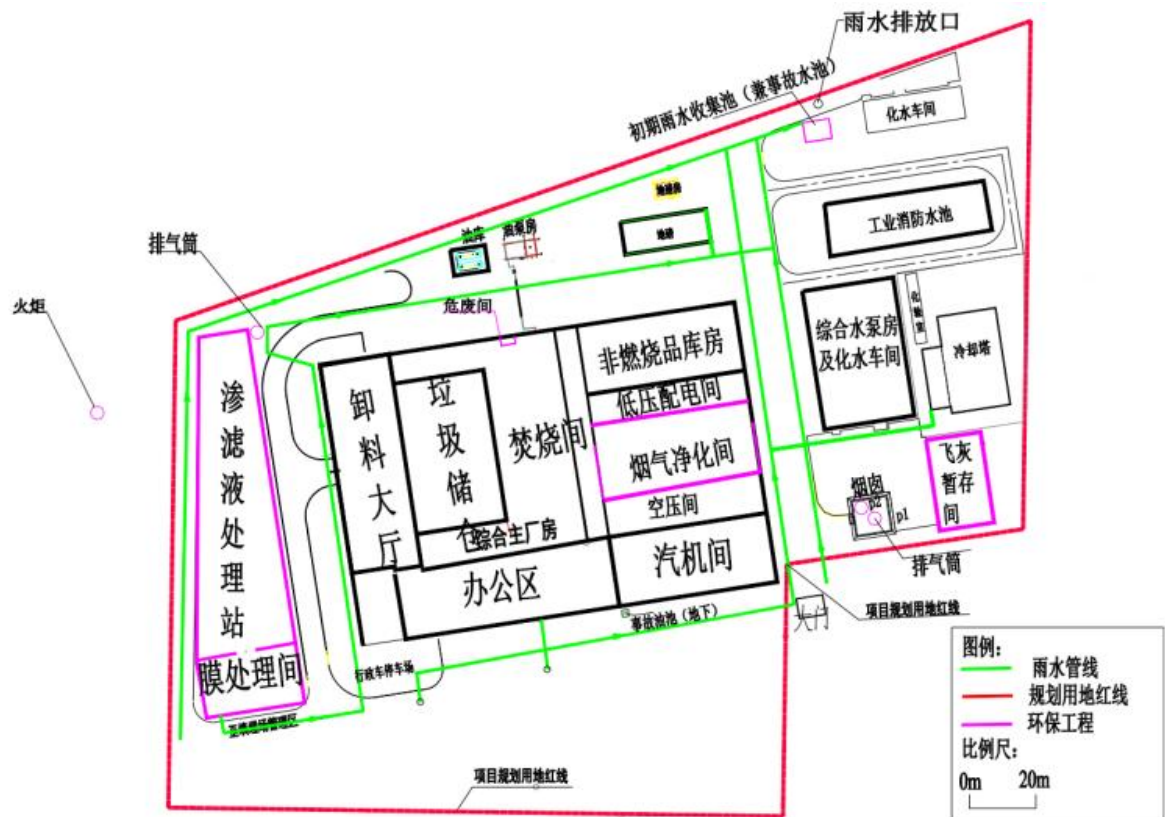 雨水排放口
初期雨水收集池（兼事故水池）
化水车间
地磅房
工业消防水池
地磅
排气筒
油库
油泵房
火炬
危废间
综合水泵房
及化水车间
化验室
冷却塔
非燃烧品库房
低压配电间
渗滤液处理站
卸料大厅
垃圾储仓
焚烧间
烟气净化间
空压间
烟囱
p2
p1
飞灰
暂存
间
综合主厂房
办公区
汽机间
排气筒
项目规划用地红线
大门
事故油池（地下）
膜处理间
行政车停车场
项目规划用地红线
图例：
雨水管线
规划用地红线
环保工程
比例尺：
0m 20m